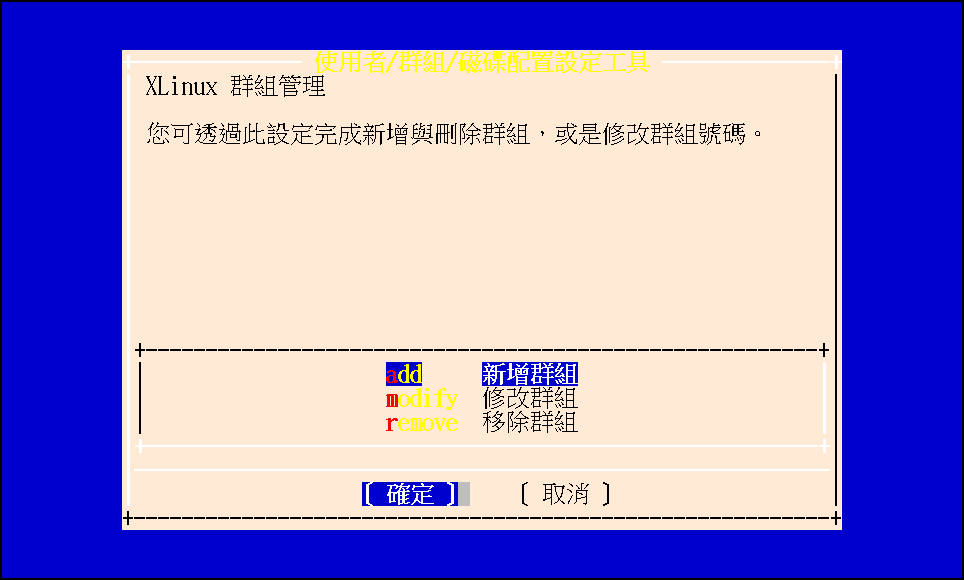 使用者/群組/磁碟配置設定工具
XLinux 群組管理
您可透過此設定完成新增與刪除群組，或是修改群組號碼。
add 新增群組
modify 修改群組
remove 移除群組
[ 確定 ] [ 取消 ]